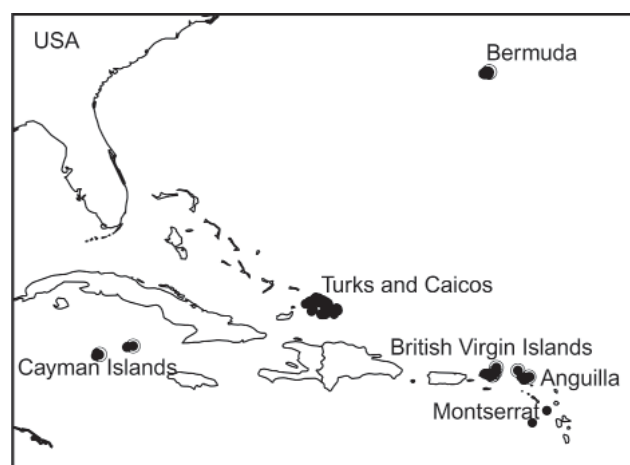 USA
Bermuda
Turks and Caicos
British Virgin Islands
Cayman Islands
Anguilla
Montserrat